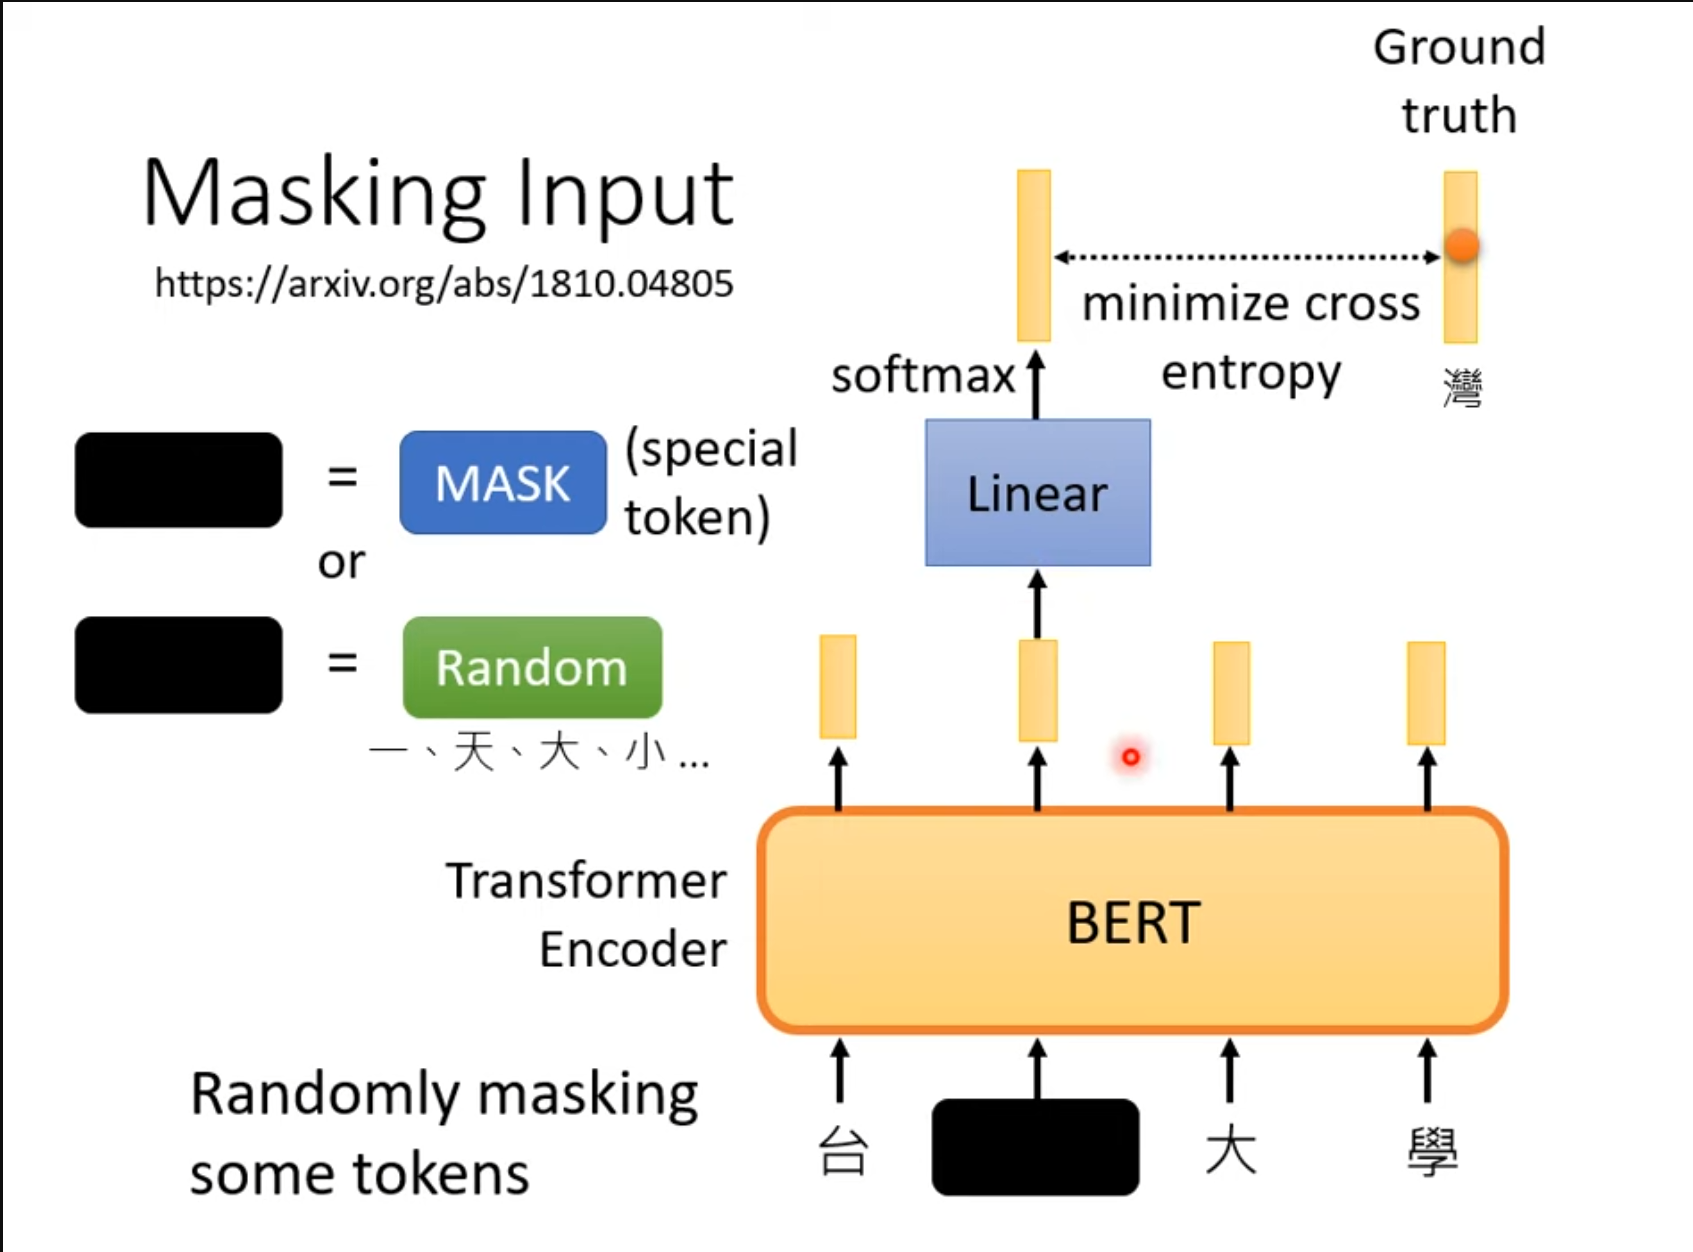 Masking Input
https://arxiv.org/abs/1810.04805
Ground
truth
minimize cross
entropy
灣
softmax
Linear
=
MASK
(special
token)
or
=
Random
一、天、大、小 ...
Transformer
Encoder
BERT
Randomly masking
some tokens
台 大 學